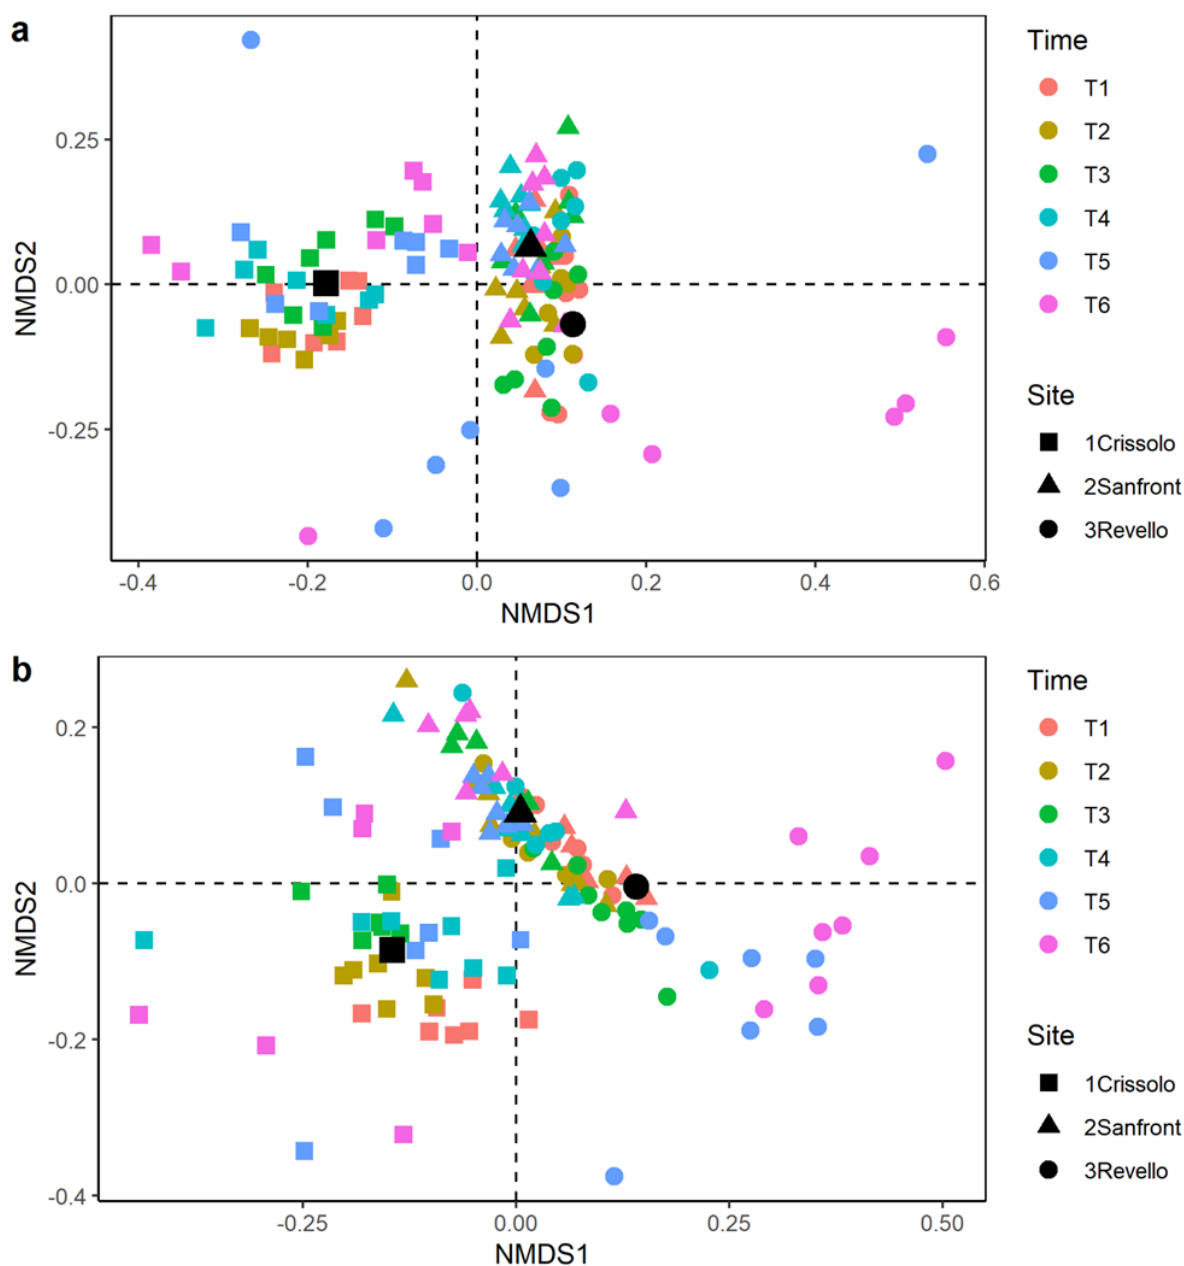 a
Time
T1
T2
T3
T4
T5
T6
Site
1Crissolo
2Sanfront
3Revello
NMDS2
0.25
0.00
-0.25
-0.4
-0.2
0.0
0.2
0.4
0.6
NMDS1
b
Time
T1
T2
T3
T4
T5
T6
Site
1Crissolo
2Sanfront
3Revello
NMDS2
0.2
0.0
-0.2
-0.4
-0.25
0.00
0.25
0.50
NMDS1